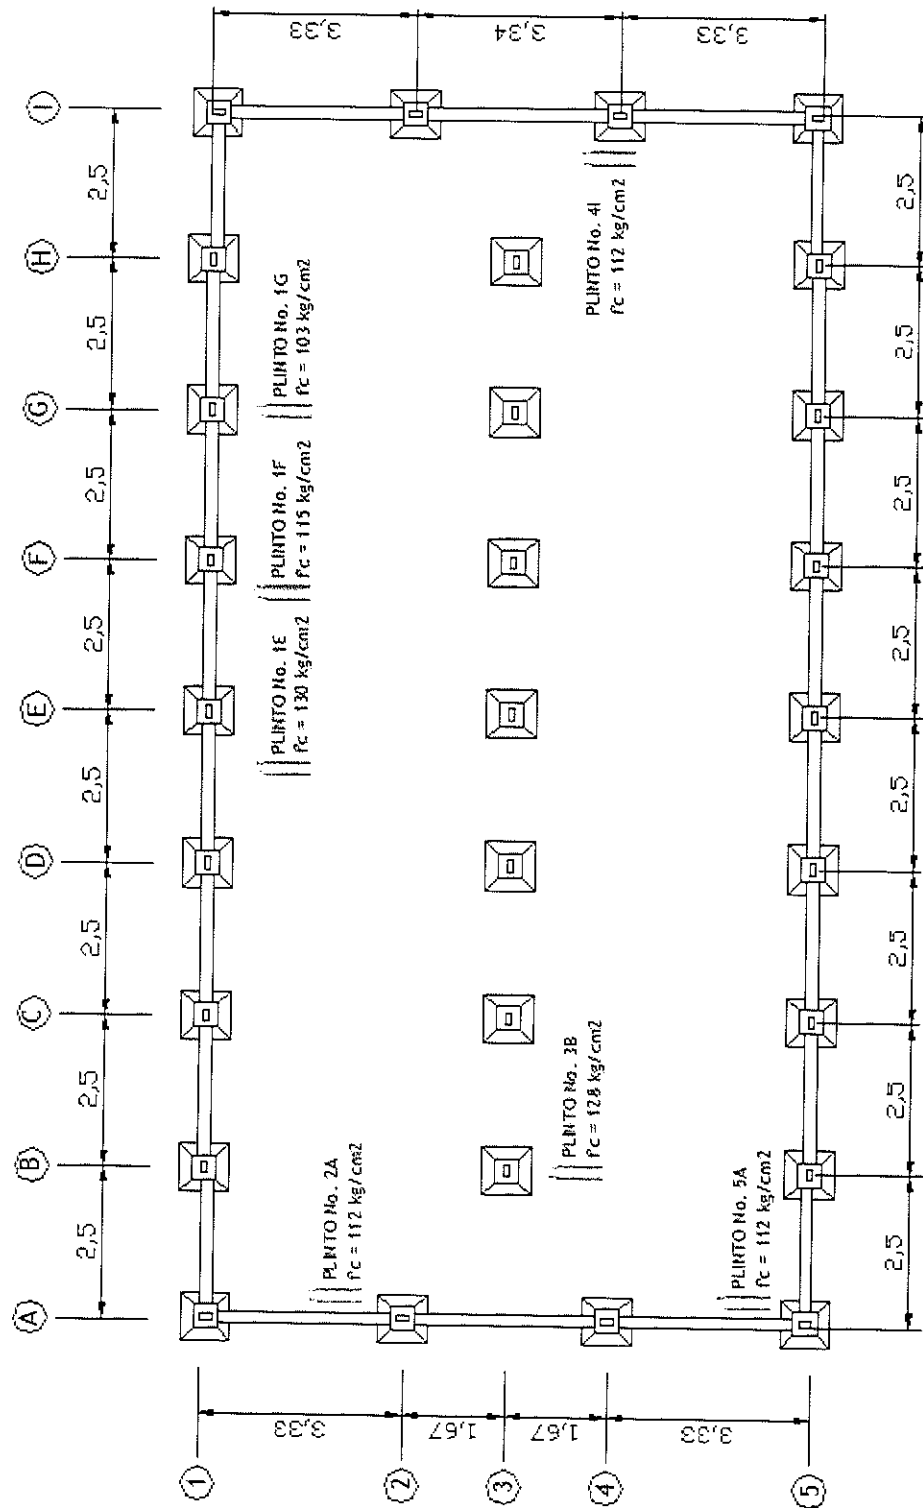 A
B
C
D
E
F
G
H
I
2,5
2,5
2,5
2,5
2,5
2,5
2,5
2,5
1
2
3
4
5
3,33
1,67
1,67
3,33
3,33
3,34
3,33
PLINTO No. 2A
f'c = 112 kg/cm2
PLINTO No. 1E
f'c = 130 kg/cm2
PLINTO No. 1F
f'c = 115 kg/cm2
PLINTO No. 1G
f'c = 103 kg/cm2
PLINTO No. 3B
f'c = 128 kg/cm2
PLINTO No. 5A
f'c = 112 kg/cm2
PLINTO No. 4I
f'c = 112 kg/cm2
2,5
2,5
2,5
2,5
2,5
2,5
2,5
2,5